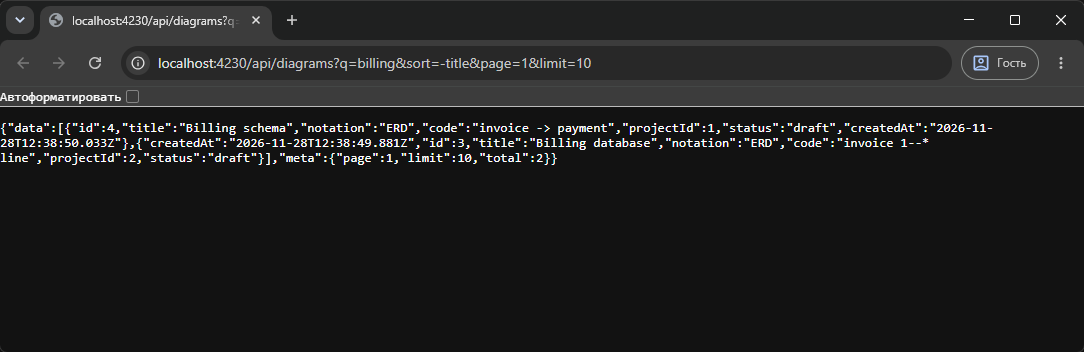 localhost:4230/api/diagrams?q=
localhost:4230/api/diagrams?q=billing&sort=-title&page=1&limit=10
Гость
Автоформатировать
{"data":[{"id":4,"title":"Billing schema","notation":"ERD","code":"invoice -> payment","projectId":1,"status":"draft","createdAt":"2026-11-
28T12:38:50.033Z"},{"createdAt":"2026-11-28T12:38:49.881Z","id":3,"title":"Billing database","notation":"ERD","code":"invoice 1--*
line","projectId":2,"status":"draft"}],"meta":{"page":1,"limit":10,"total":2}}